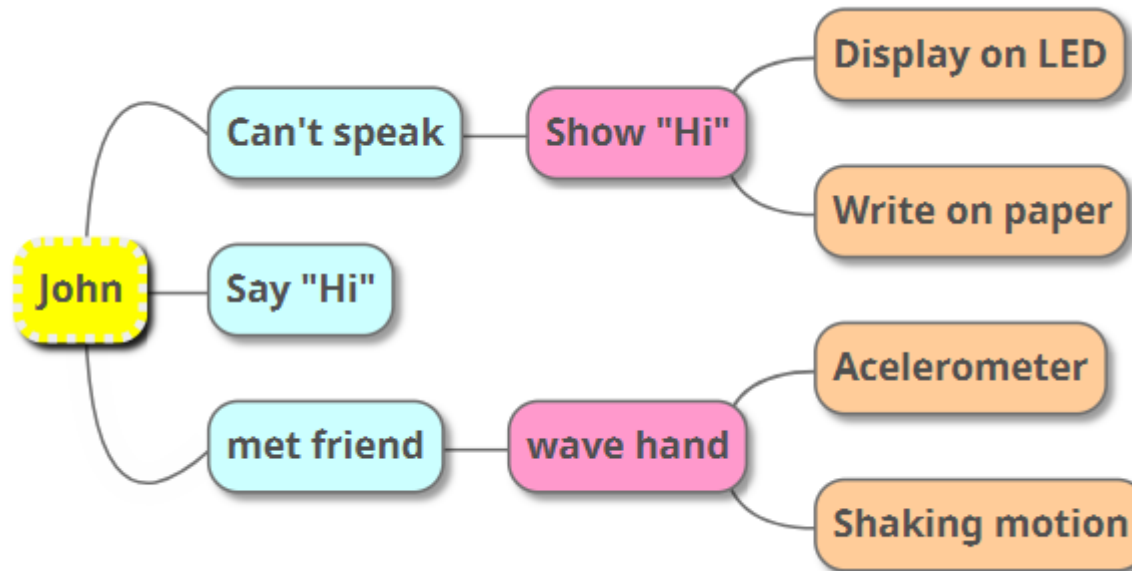 John
Can't speak
Show "Hi"
Display on LED
Write on paper
Say "Hi"
met friend
wave hand
Acelerometer
Shaking motion